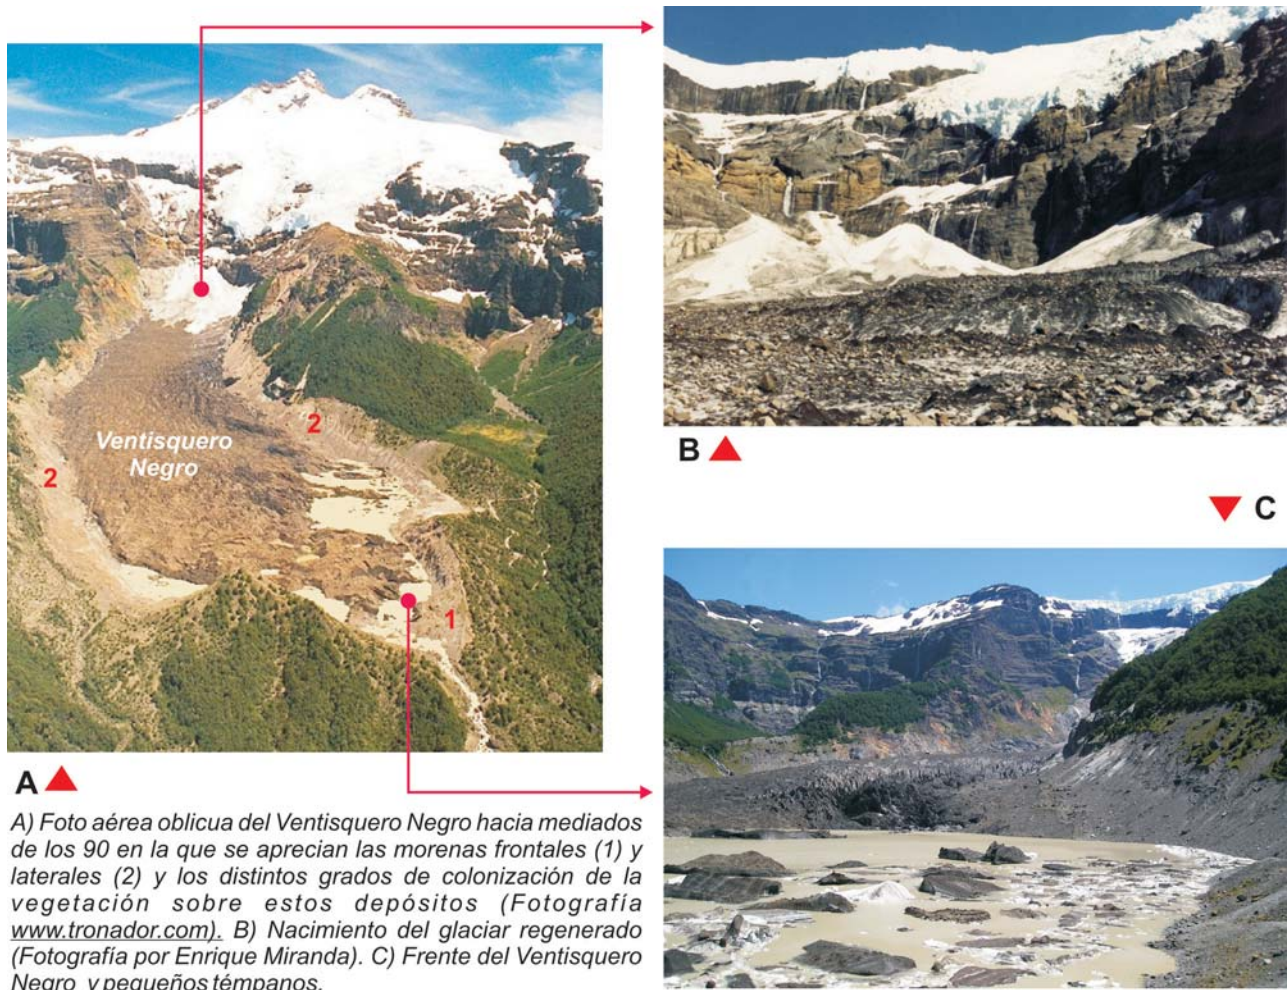 Ventisquero
Negro
2
2
1
B
C
A
A) Foto aérea oblicua del Ventisquero Negro hacia mediados
de los 90 en la que se aprecian las morenas frontales (1) y
laterales (2) y los distintos grados de colonización de la
vegetación sobre estos depósitos (Fotografía
www.tronador.com). B) Nacimiento del glaciar regenerado
(Fotografía por Enrique Miranda). C) Frente del Ventisquero
Negro y pequeños témpanos.